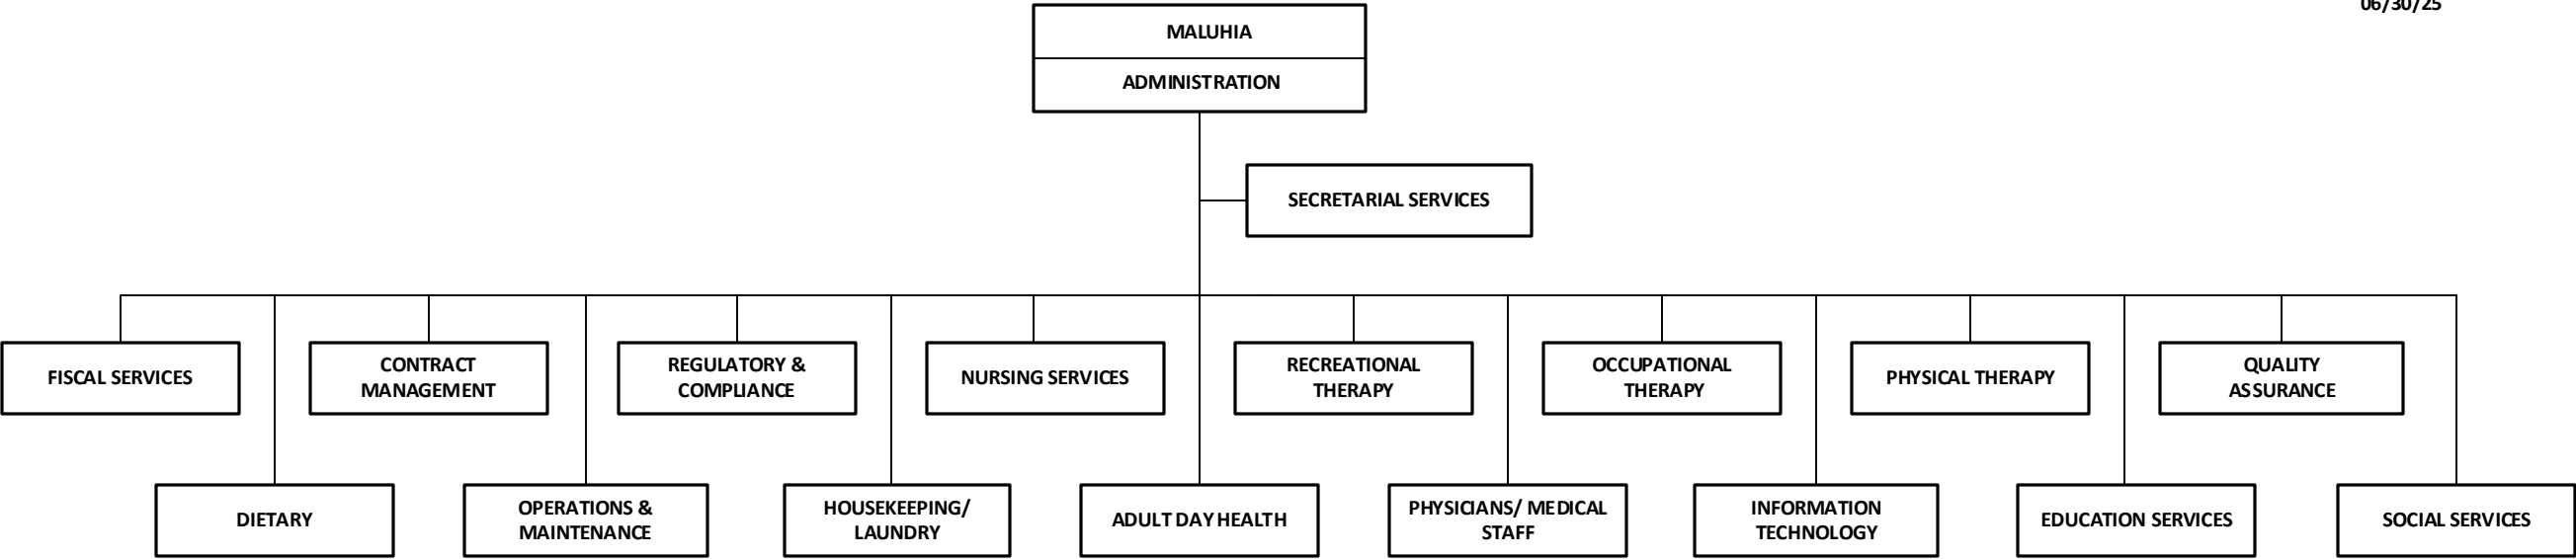 06/30/25
MALUHIA
ADMINISTRATION
SECRETARIAL SERVICES
FISCAL SERVICES
CONTRACT
MANAGEMENT
REGULATORY &
COMPLIANCE
NURSING SERVICES
RECREATIONAL
THERAPY
OCCUPATIONAL
THERAPY
PHYSICAL THERAPY
QUALITY
ASSURANCE
DIETARY
OPERATIONS &
MAINTENANCE
HOUSEKEEPING/
LAUNDRY
ADULT DAY HEALTH
PHYSICIANS/ MEDICAL
STAFF
INFORMATION
TECHNOLOGY
EDUCATION SERVICES
SOCIAL SERVICES